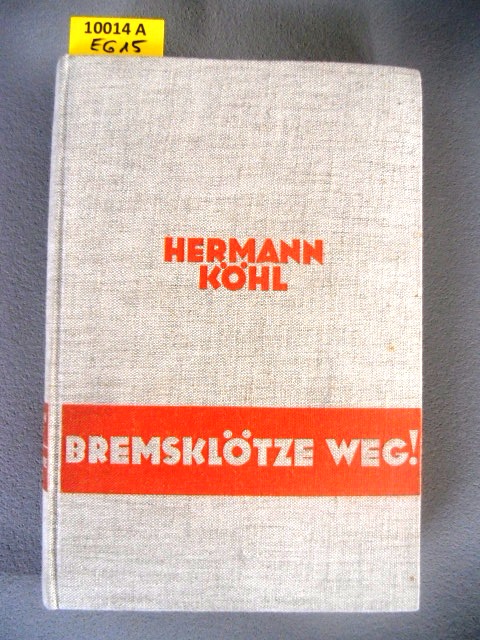 10014 A
EG15
HERMANN
KÖHL
BREMSKLÖTZE WEG!